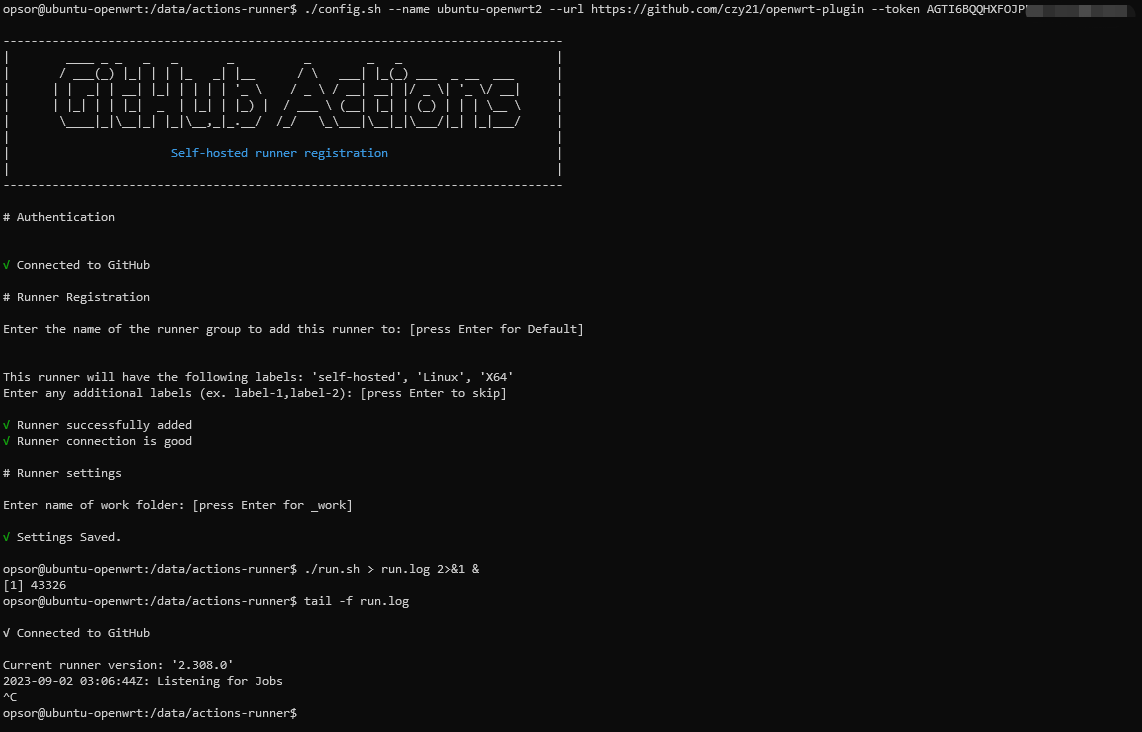 opsor@ubuntu-openwrt:/data/actions-runner$ ./config.sh --name ubuntu-openwrt2 --url https://github.com/czy21/openwrt-plugin --token
GitHub Actions
Self-hosted runner registration
# Authentication
√ Connected to GitHub
# Runner Registration
Enter the name of the runner group to add this runner to: [press Enter for Default]
This runner will have the following labels: 'self-hosted', 'Linux', 'X64'
Enter any additional labels (ex. label-1,label-2): [press Enter to skip]
√ Runner successfully added
√ Runner connection is good
# Runner settings
Enter name of work folder: [press Enter for _work]
√ Settings Saved.
opsor@ubuntu-openwrt:/data/actions-runner$ ./run.sh > run.log 2>&1 &
[1] 43326
opsor@ubuntu-openwrt:/data/actions-runner$ tail -f run.log
√ Connected to GitHub
Current runner version: '2.308.0'
2023-09-02 03:06:44Z: Listening for Jobs
^C
opsor@ubuntu-openwrt:/data/actions-runner$